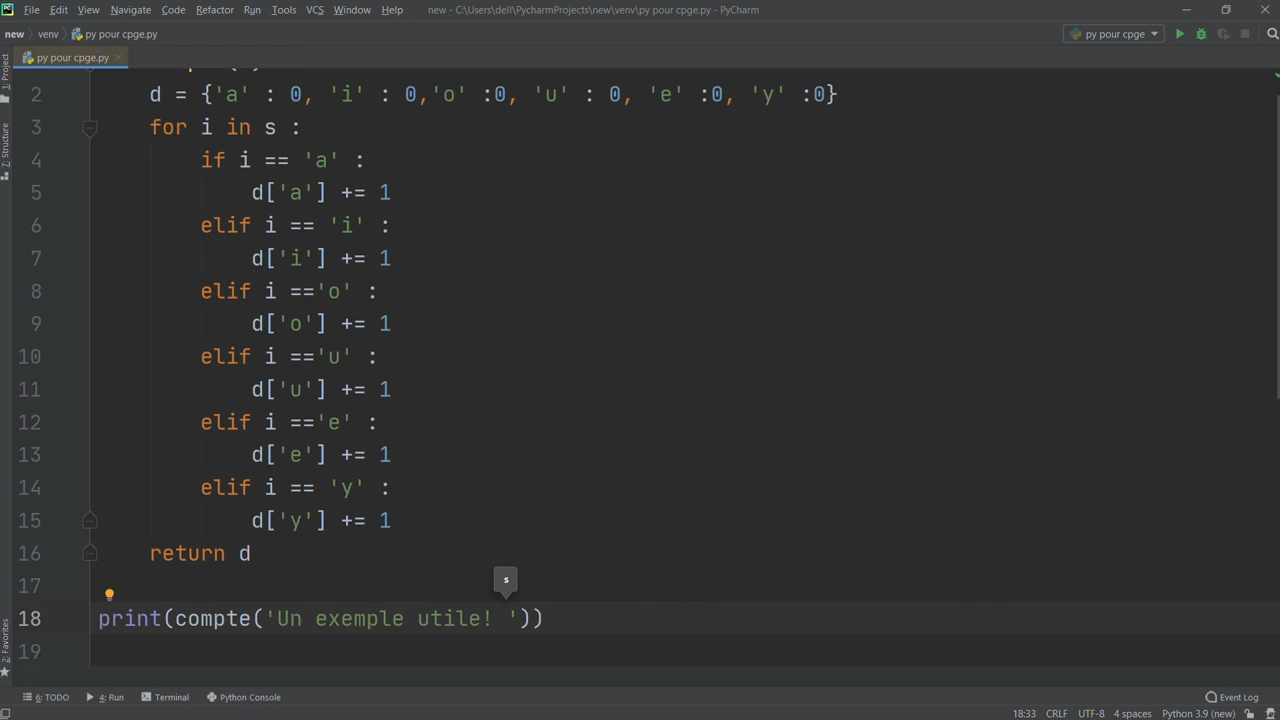 File Edit View Navigate Code Refactor Run Tools VCS Window Help new - C:\Users\dell\PycharmProjects\new\venv\py pour cpge.py - PyCharm
new venv py pour cpge.py py pour cpge
py pour cpge.py
1: Project
7: Structure
2: Favorites
2 d = {'a' : 0, 'i' : 0,'o' :0, 'u' : 0, 'e' :0, 'y' :0}
3 for i in s :
4 if i == 'a' :
5 d['a'] += 1
6 elif i == 'i' :
7 d['i'] += 1
8 elif i =='o' :
9 d['o'] += 1
10 elif i =='u' :
11 d['u'] += 1
12 elif i =='e' :
13 d['e'] += 1
14 elif i == 'y' :
15 d['y'] += 1
16 return d
17
s
18 print(compte('Un exemple utile! '))
19
6: TODO 4: Run Terminal Python Console Event Log
18:33 CRLF UTF-8 4 spaces Python 3.9 (new)